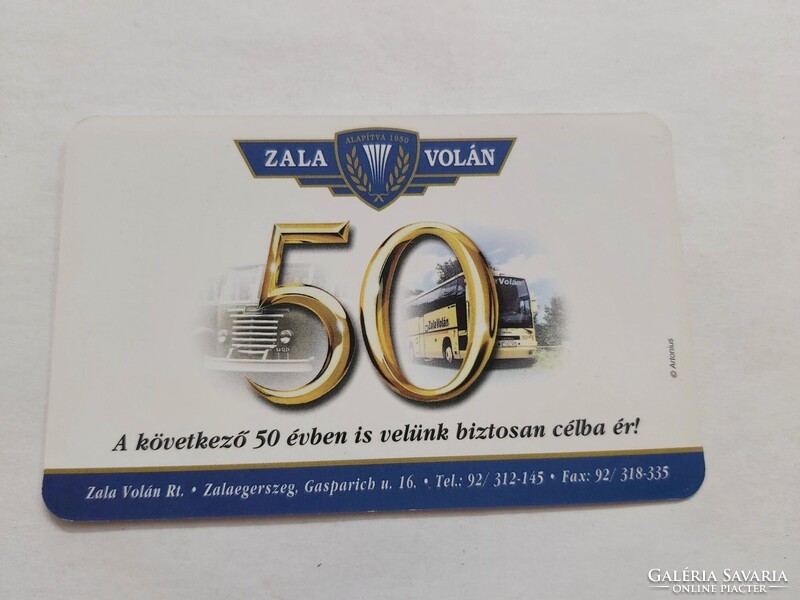 ALAPÍTVA 1950
ZALA VOLÁN
50
Zala Volán
A következő 50 évben is velünk biztosan célba ér!
Zala Volán Rt. • Zalaegerszeg, Gasparich u. 16. • Tel.: 92/ 312-145 • Fax: 92/ 318-335
© Artonius
GALÉRIA SAVARIA
ONLINE PIACTÉR